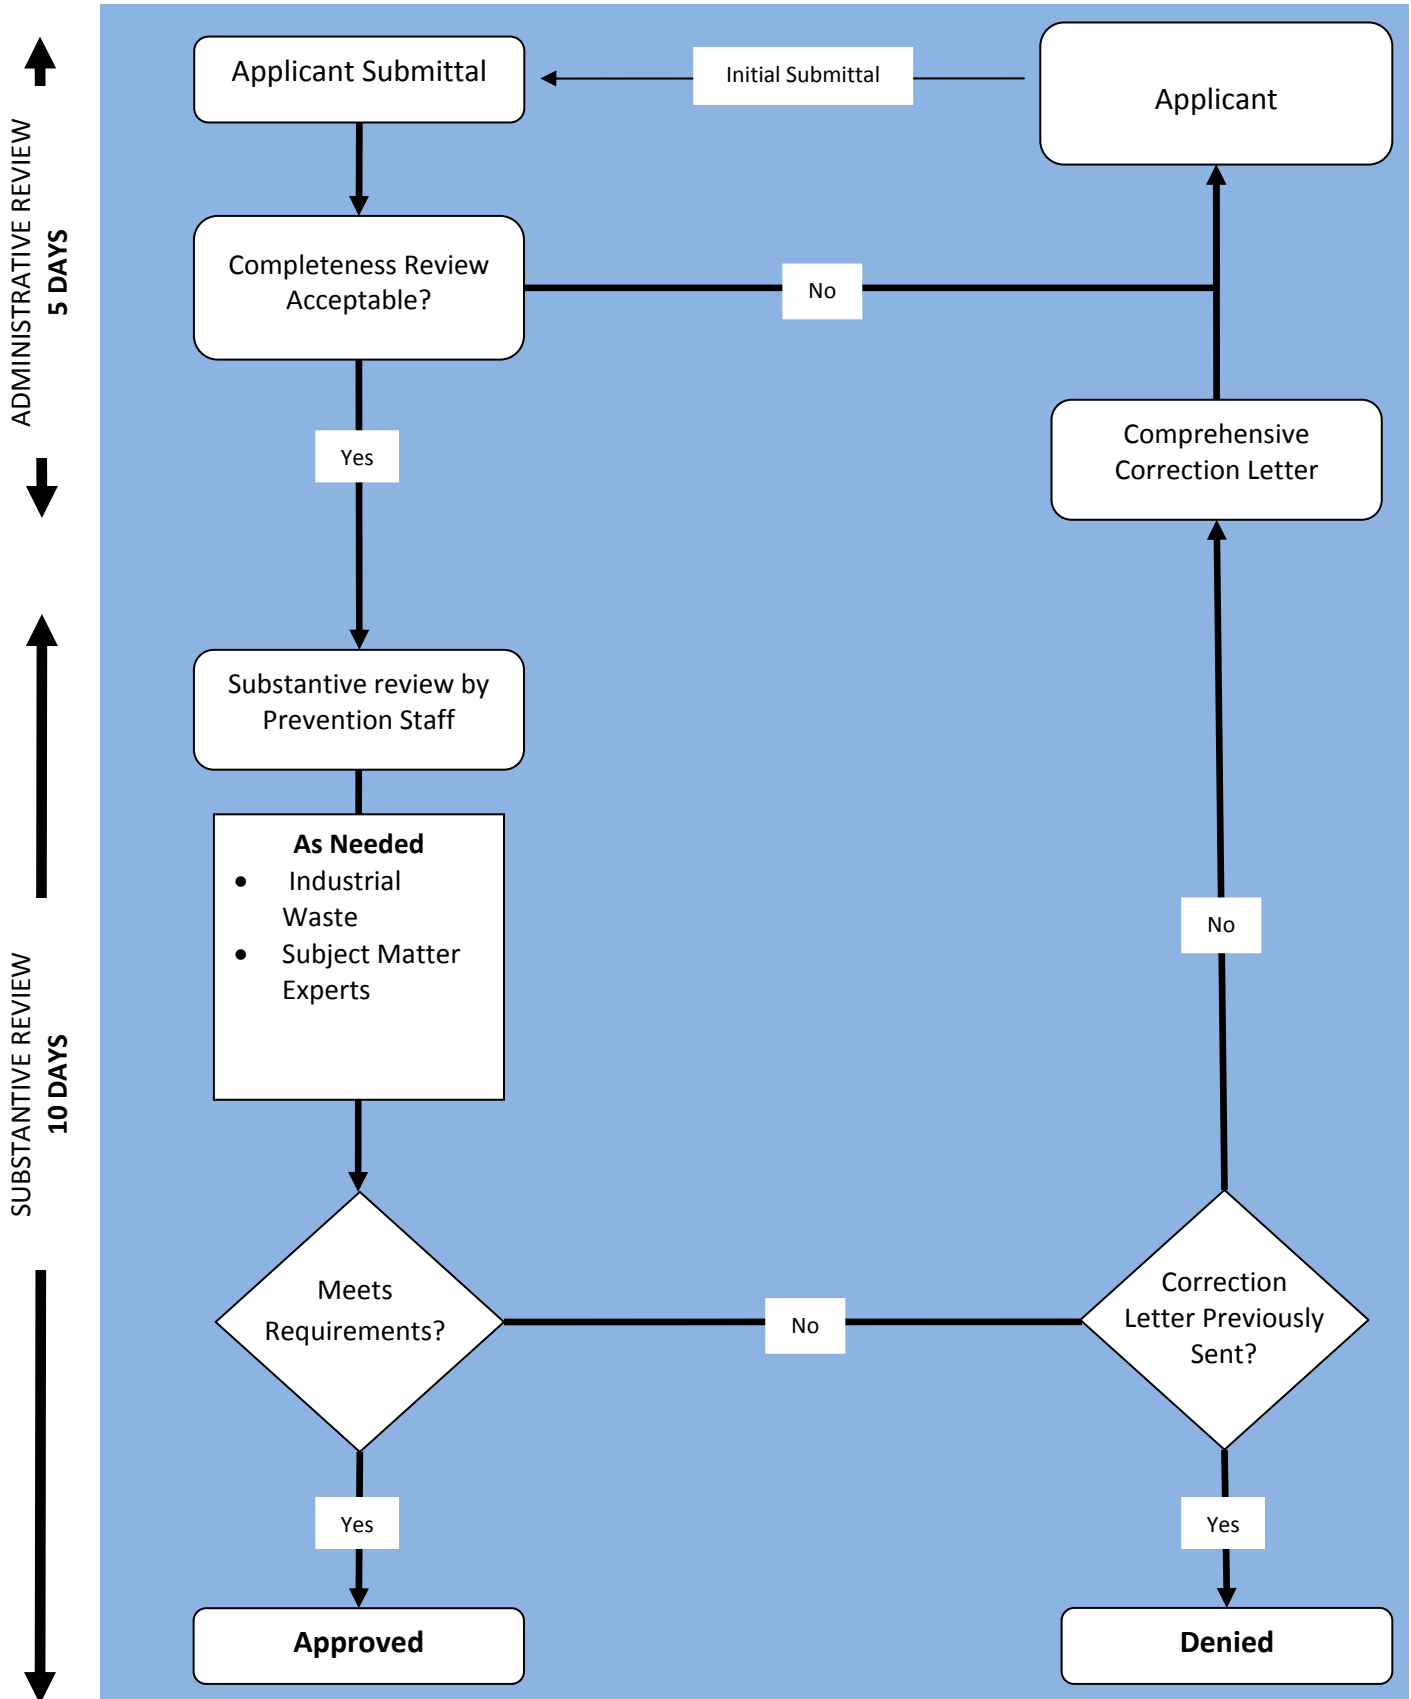 ADMINISTRATIVE REVIEW
5 DAYS
SUBSTANTIVE REVIEW
10 DAYS
Applicant Submittal
Initial Submittal
Applicant
Completeness Review
Acceptable?
No
Yes
Comprehensive
Correction Letter
Substantive review by
Prevention Staff
As Needed
• Industrial
Waste
• Subject Matter
Experts
No
Meets
Requirements?
No
Correction
Letter Previously
Sent?
Yes
Yes
Approved
Denied